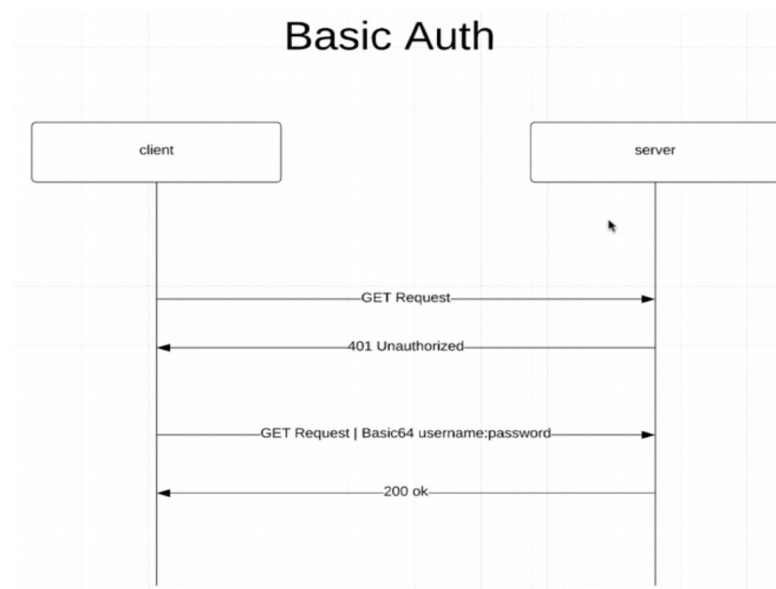 Basic Auth
client
server
GET Request
401 Unauthorized
GET Request | Basic64 username:password
200 ok